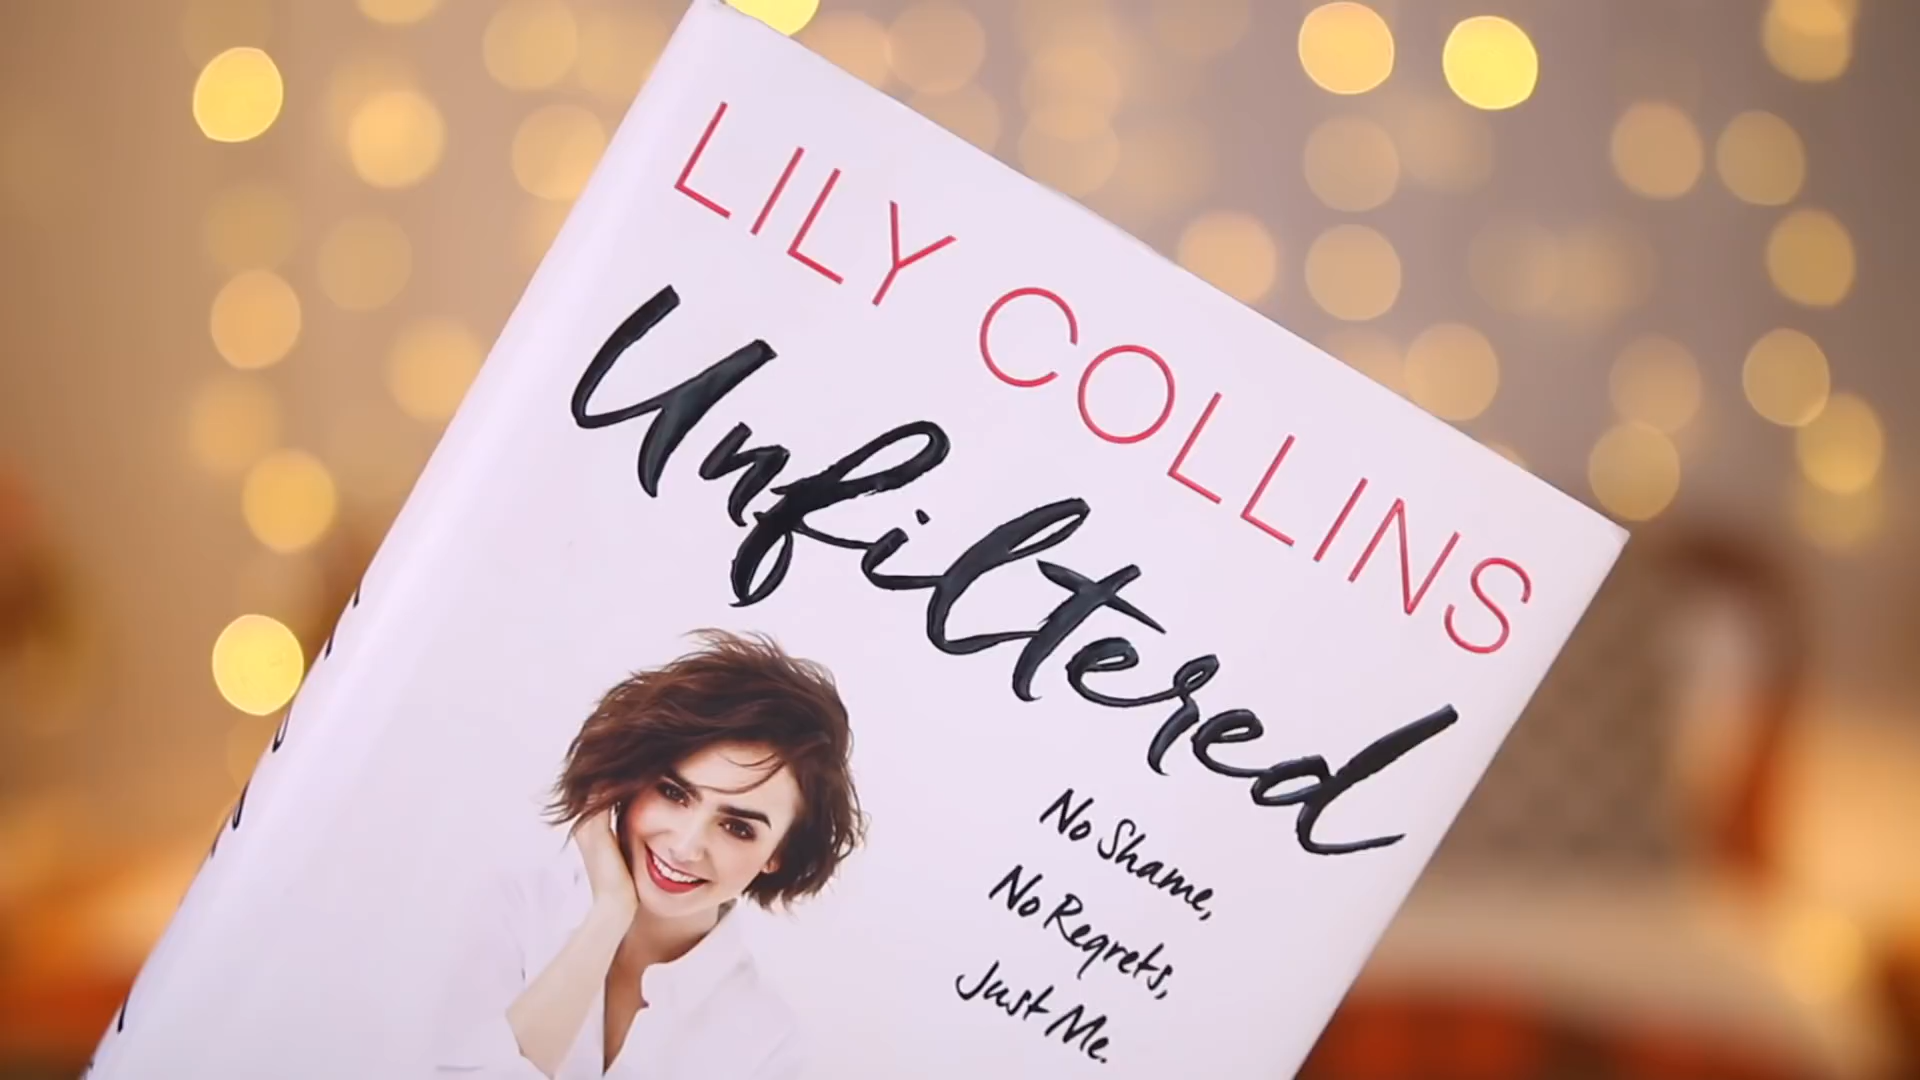 LILY COLLINS
Unfiltered
No Shame,
No Regrets,
Just Me.